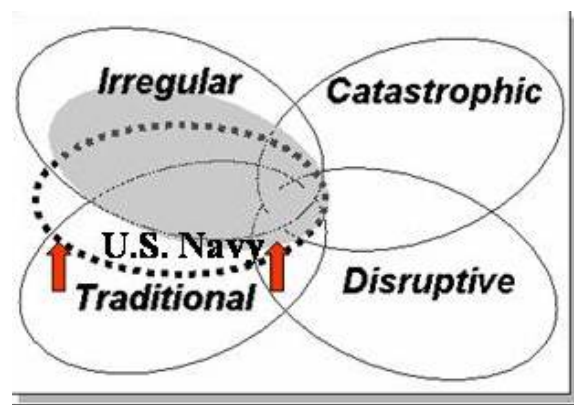 Irregular
Catastrophic
U.S. Navy
Traditional
Disruptive